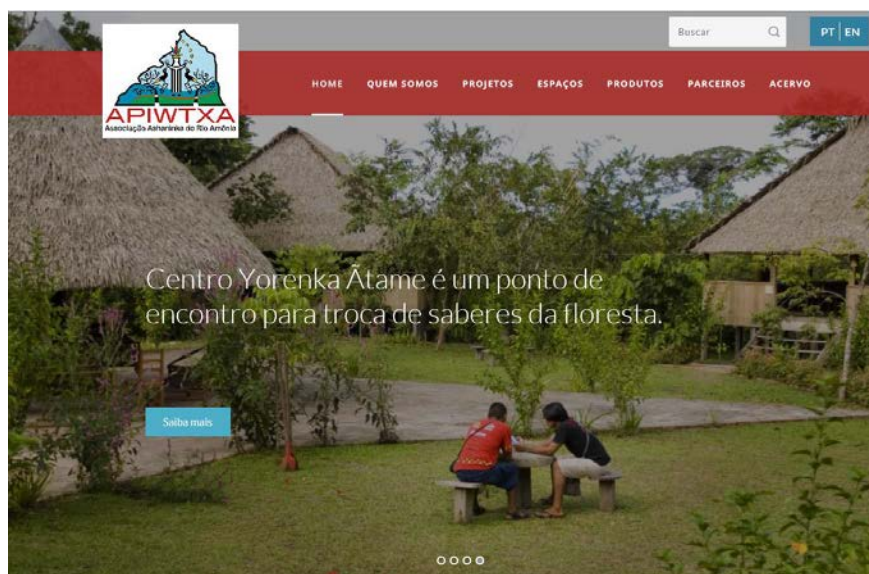 Buscar
PT | EN
APIWTXA
Associação Ashaninka do Rio Amônia
HOME QUEM SOMOS PROJETOS ESPAÇOS PRODUTOS PARCEIROS ACERVO
Centro Yorenka Ãtame é um ponto de
encontro para troca de saberes da floresta.
Saiba mais